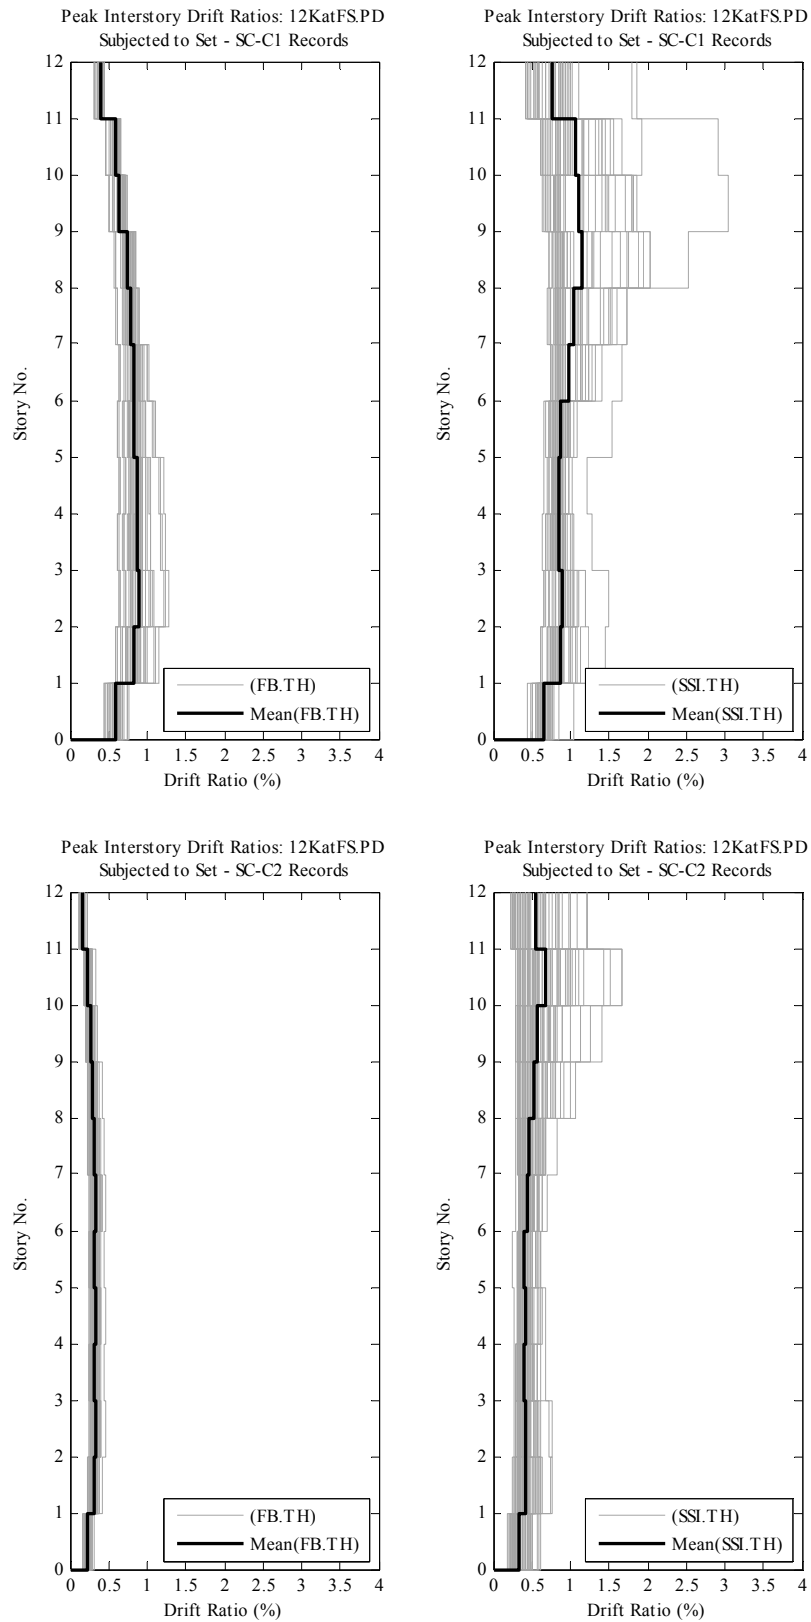 Peak Interstory Drift Ratios: 12KatFS.PD
Subjected to Set - SC-C1 Records
12
11
10
9
8
7
6
5
4
3
2
1
0
Story No.
(FB.TH)
Mean(FB.TH)
0 0.5 1 1.5 2 2.5 3 3.5 4
Drift Ratio (%)
Peak Interstory Drift Ratios: 12KatFS.PD
Subjected to Set - SC-C1 Records
12
11
10
9
8
7
6
5
4
3
2
1
0
Story No.
(SSI.TH)
Mean(SSI.TH)
0 0.5 1 1.5 2 2.5 3 3.5 4
Drift Ratio (%)
Peak Interstory Drift Ratios: 12KatFS.PD
Subjected to Set - SC-C2 Records
12
11
10
9
8
7
6
5
4
3
2
1
0
Story No.
(FB.TH)
Mean(FB.TH)
0 0.5 1 1.5 2 2.5 3 3.5 4
Drift Ratio (%)
Peak Interstory Drift Ratios: 12KatFS.PD
Subjected to Set - SC-C2 Records
12
11
10
9
8
7
6
5
4
3
2
1
0
Story No.
(SSI.TH)
Mean(SSI.TH)
0 0.5 1 1.5 2 2.5 3 3.5 4
Drift Ratio (%)